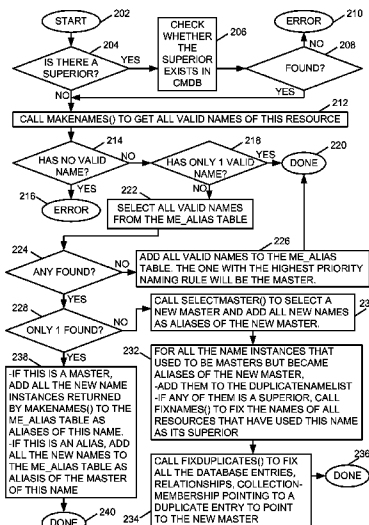 START
202
204
IS THERE A
SUPERIOR?
YES
NO
CHECK
WHETHER
THE
SUPERIOR
EXISTS IN
CMDB
206
ERROR
210
NO
208
FOUND?
YES
212
CALL MAKENAMES() TO GET ALL VALID NAMES OF THIS RESOURCE
214
HAS NO VALID
NAME?
NO
YES
218
HAS ONLY 1 VALID
NAME?
YES
NO
220
DONE
216
ERROR
222
SELECT ALL VALID NAMES
FROM THE ME_ALIAS TABLE
224
ANY FOUND?
NO
YES
226
ADD ALL VALID NAMES TO THE ME_ALIAS
TABLE. THE ONE WITH THE HIGHEST PRIORITY
NAMING RULE WILL BE THE MASTER.
228
ONLY 1 FOUND?
NO
YES
CALL SELECTMASTER() TO SELECT A
NEW MASTER AND ADD ALL NEW NAMES
AS ALIASES OF THE NEW MASTER.
23
238
-IF THIS IS A MASTER,
ADD ALL THE NEW NAME
INSTANCES RETURNED
BY MAKENAMES() TO THE
ME_ALIAS TABLE AS
ALIASES OF THIS NAME
-IF THIS IS AN ALIAS, ADD
ALL THE NEW NAMES TO
THE ME_ALIAS TABLE AS
ALIASIS OF THE MASTER
OF THIS NAME
232
FOR ALL THE NAME INSTANCES THAT
USED TO BE MASTERS BUT BECAME
ALIASES OF THE NEW MASTER,
-ADD THEM TO THE DUPLICATENAMELIST
-IF ANY OF THEM IS A SUPERIOR, CALL
FIXNAMES() TO FIX THE NAMES OF ALL
RESOURCES THAT HAVE USED THIS NAME
AS ITS SUPERIOR
CALL FIXDUPLICATES() TO FIX
ALL THE DATABASE ENTRIES,
RELATIONSHIPS, COLLECTION-
MEMBERSHIP POINTING TO A
DUPLICATE ENTRY TO POINT
TO THE NEW MASTER
234
236
DONE
240
DONE